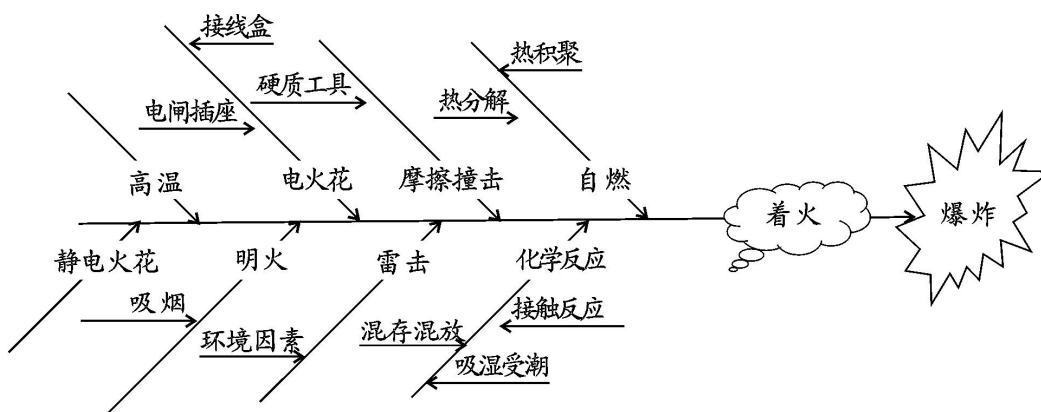 接线盒
热积聚
硬质工具
热分解
电闸插座
高温
电火花
摩擦撞击
自燃
着火
爆炸
静电火花
明火
雷击
化学反应
吸烟
接触反应
环境因素
混存混放
吸湿受潮